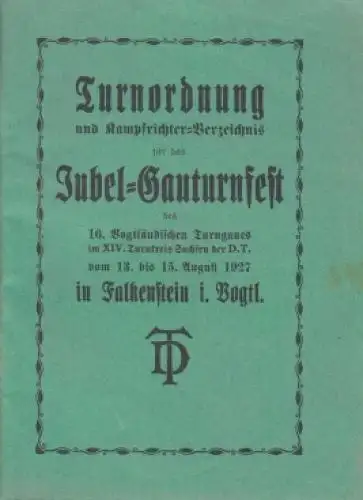 Turnordnung
und Kampfrichter=Verzeichnis
für das
Jubel=Gauturnfest
des
16. Vogtländischen Turngaues
im XIV. Turnkreis Sachsen der D.T.
vom 13. bis 15. August 1927
in Falkenstein i. Vogtl.
DT